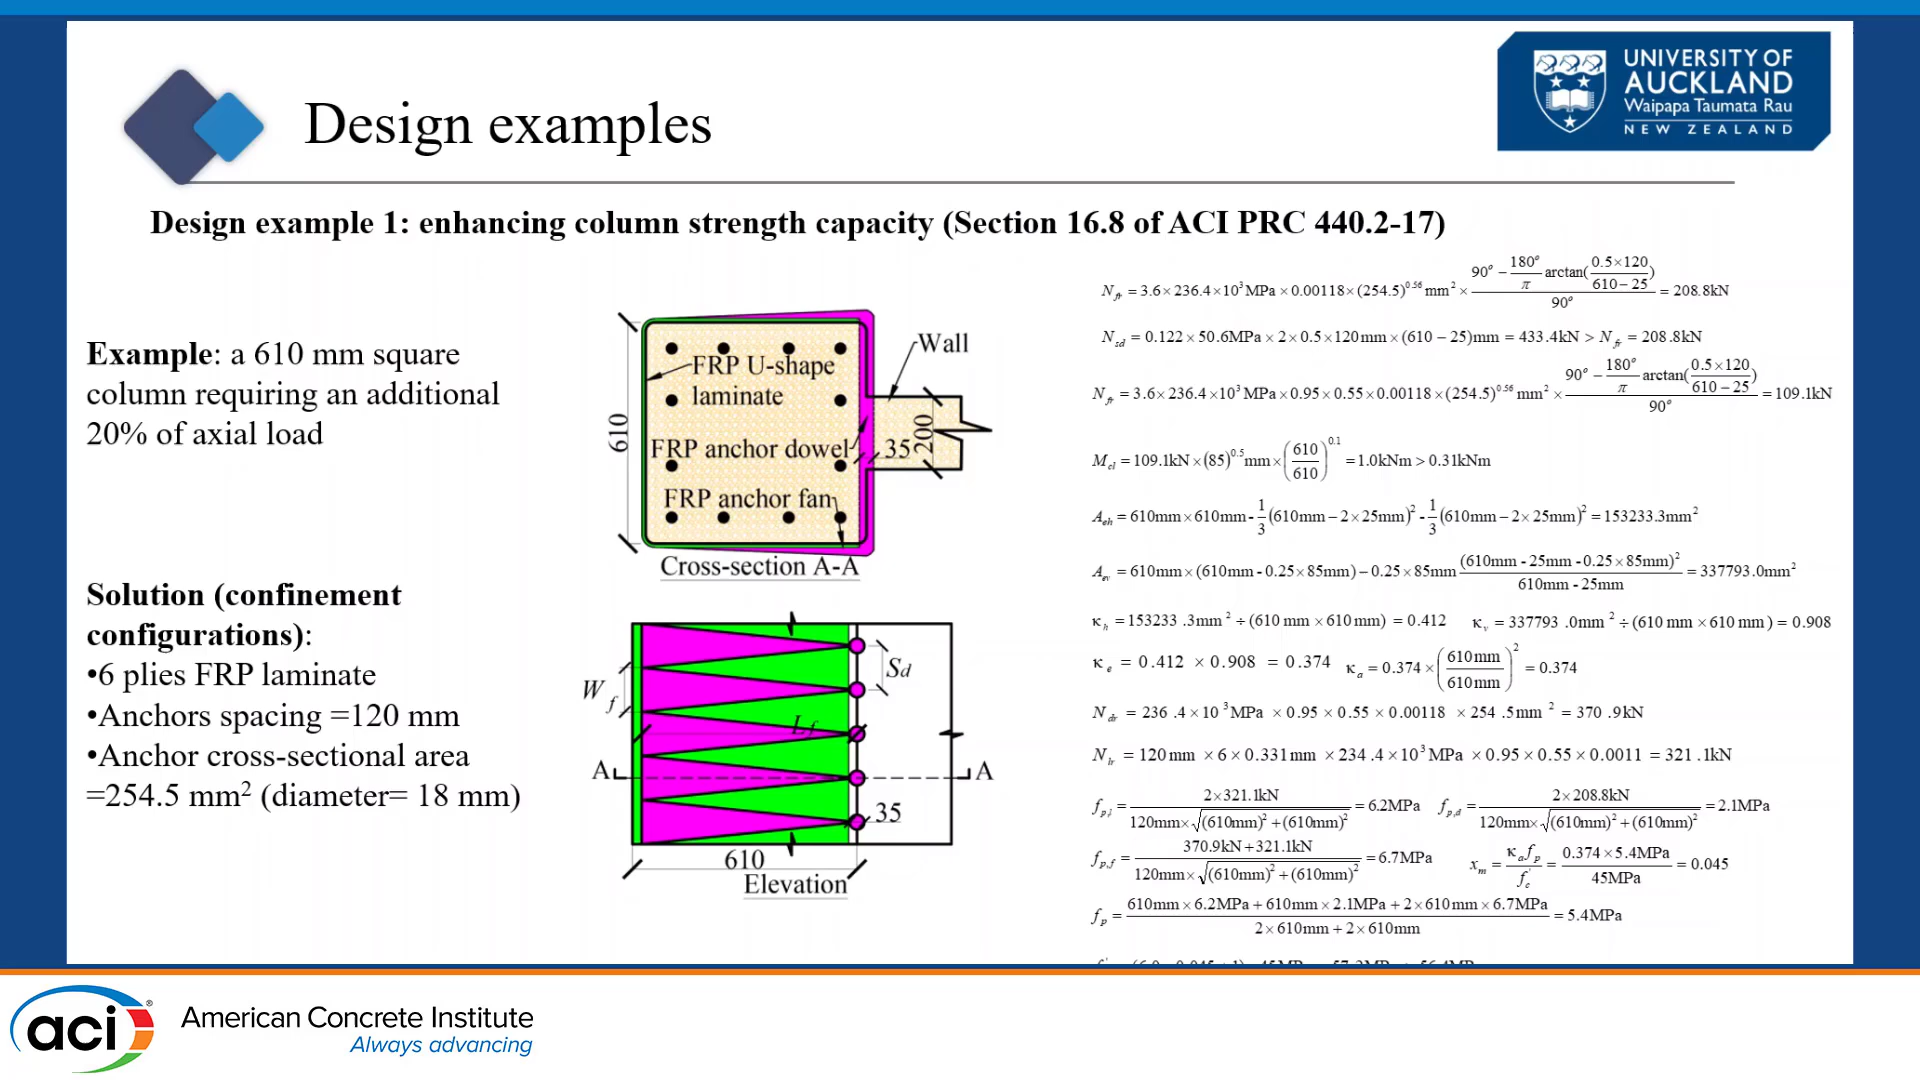 UNIVERSITY OF
AUCKLAND
Waipapa Taumata Rau
NEW ZEALAND
Design examples
Design example 1: enhancing column strength capacity (Section 16.8 of ACI PRC 440.2-17)
Example: a 610 mm square
column requiring an additional
20% of axial load
Solution (confinement
configurations):
•6 plies FRP laminate
•Anchors spacing =120 mm
•Anchor cross-sectional area
=254.5 mm² (diameter= 18 mm)
Wall
FRP U-shape
laminate
610
FRP anchor dowel
35
200
FRP anchor fan
Cross-section A-A
S_d
W_f
L_f
A
A
35
610
Elevation
N_fr = 3.6×236.4×10³MPa×0.00118×(254.5)^0.56 mm² × (90° − 180°/π arctan(0.5×120/(610−25)))/90° = 208.8kN
N_sd = 0.122×50.6MPa×2×0.5×120mm×(610−25)mm = 433.4kN > N_fr = 208.8kN
N_fr = 3.6×236.4×10³MPa×0.95×0.55×0.00118×(254.5)^0.56 mm² × (90° − 180°/π arctan(0.5×120/(610−25)))/90° = 109.1kN
M_cl = 109.1kN×(85)^0.5 mm×(610/610)^0.1 = 1.0kNm > 0.31kNm
A_eh = 610mm×610mm - 1/3(610mm−2×25mm)² - 1/3(610mm−2×25mm)² = 153233.3mm²
A_ev = 610mm×(610mm-25mm-0.25×85mm)−0.25×85mm (610mm-25mm-0.25×85mm)²/(610mm-25mm) = 337793.0mm²
κ_h = 153233.3mm² ÷ (610 mm × 610 mm) = 0.412 κ_v = 337793.0mm² ÷ (610 mm × 610 mm) = 0.908
κ_e = 0.412 × 0.908 = 0.374 κ_a = 0.374 × (610mm/610mm)² = 0.374
N_dr = 236.4×10³MPa × 0.95 × 0.55 × 0.00118 × 254.5mm² = 370.9kN
N_lr = 120mm × 6 × 0.331mm × 234.4×10³MPa × 0.95 × 0.55 × 0.0011 = 321.1kN
f_p,l = 2×321.1kN/(120mm×√((610mm)²+(610mm)²)) = 6.2MPa f_p,d = 2×208.8kN/(120mm×√((610mm)²+(610mm)²)) = 2.1MPa
f_p,f = (370.9kN+321.1kN)/(120mm×√((610mm)²+(610mm)²)) = 6.7MPa x_m = κ_a f_p/f'_c = 0.374×5.4MPa/45MPa = 0.045
f_p = (610mm×6.2MPa+610mm×2.1MPa+2×610mm×6.7MPa)/(2×610mm+2×610mm) = 5.4MPa
aci
®
American Concrete Institute
Always advancing